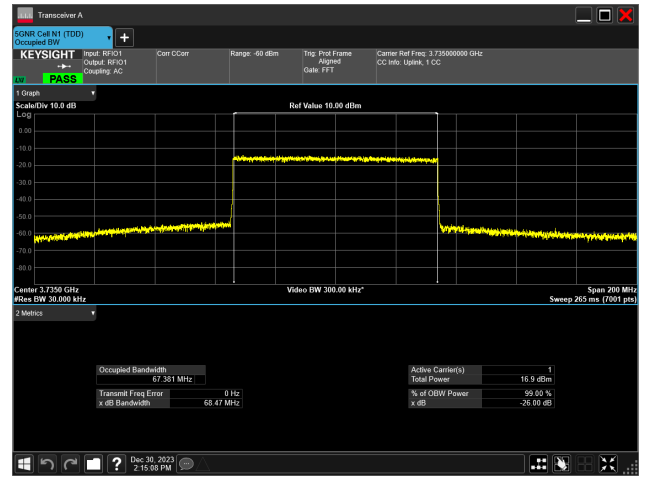 Transceiver A
5GNR Cell N1 (TDD)
Occupied BW
KEYSIGHT
Input: RFIO1
Output: RFIO1
Coupling: AC
Corr CCorr
Range: -60 dBm
Trig: Prot Frame
Aligned
Gate: FFT
Carrier Ref Freq: 3.735000000 GHz
CC Info: Uplink, 1 CC
LXI
PASS
1 Graph
Scale/Div 10.0 dB
Ref Value 10.00 dBm
Log
0.00
-10.0
-20.0
-30.0
-40.0
-50.0
-60.0
-70.0
-80.0
Center 3.7350 GHz
Video BW 300.00 kHz*
Span 200 MHz
#Res BW 30.000 kHz
Sweep 265 ms (7001 pts)
2 Metrics
Occupied Bandwidth
67.381 MHz
Active Carrier(s) 1
Total Power 16.9 dBm
Transmit Freq Error 0 Hz
x dB Bandwidth 68.47 MHz
% of OBW Power 99.00 %
x dB -26.00 dB
Dec 30, 2023
2:15:08 PM